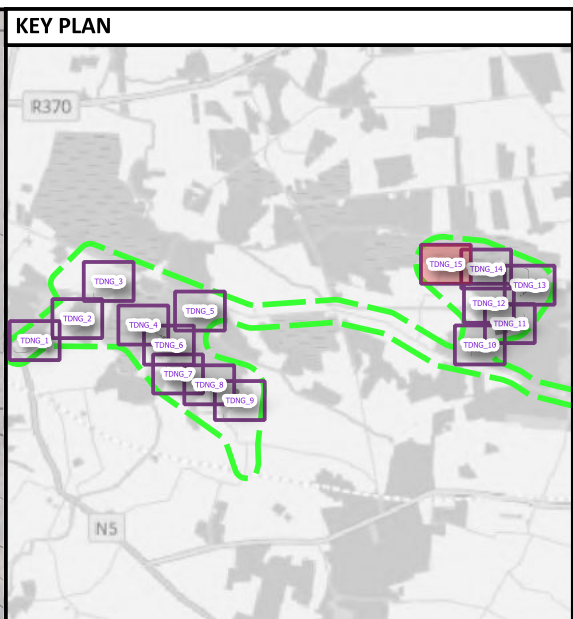 KEY PLAN
R370
TDNG_15
TDNG_14
TDNG_3
TDNG_13
TDNG_12
TDNG_5
TDNG_2
TDNG_4
TDNG_11
TDNG_1
TDNG_6
TDNG_10
TDNG_7
TDNG_8
TDNG_9
N5